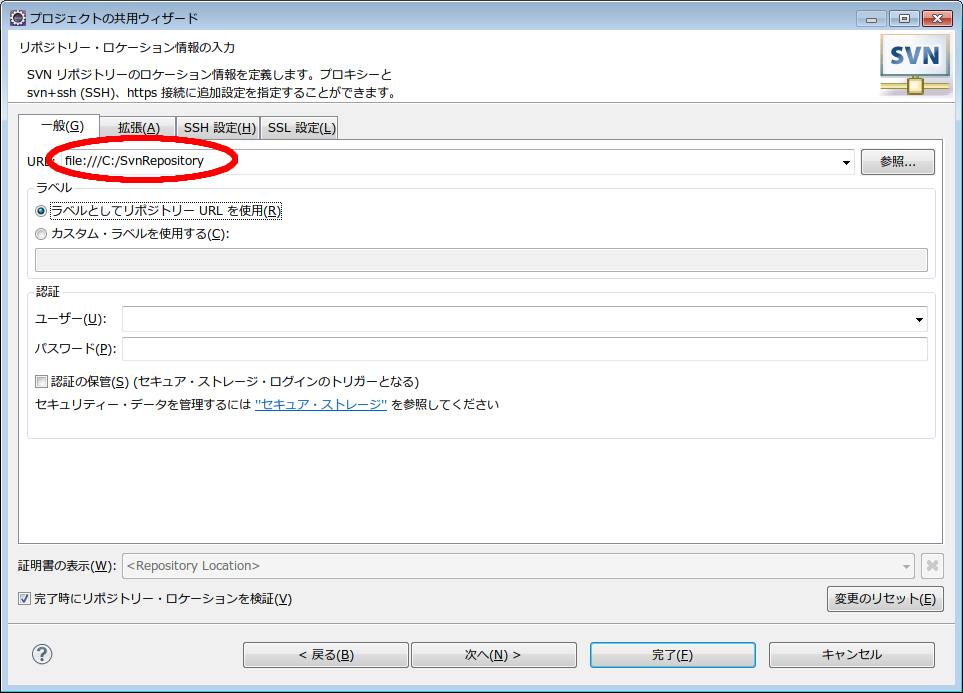 プロジェクトの共用ウィザード
リポジトリー・ロケーション情報の入力
SVN リポジトリーのロケーション情報を定義します。プロキシーと
svn+ssh (SSH)、https 接続に追加設定を指定することができます。
SVN
一般(G) 拡張(A) SSH 設定(H) SSL 設定(L)
URL: file:///C:/SvnRepository 参照...
ラベル
ラベルとしてリポジトリー URL を使用(R)
カスタム・ラベルを使用する(C):
認証
ユーザー(U):
パスワード(P):
認証の保管(S) (セキュア・ストレージ・ログインのトリガーとなる)
セキュリティー・データを管理するには "セキュア・ストレージ" を参照してください
証明書の表示(W): <Repository Location>
完了時にリポジトリー・ロケーションを検証(V) 変更のリセット(E)
? < 戻る(B) 次へ(N) > 完了(F) キャンセル